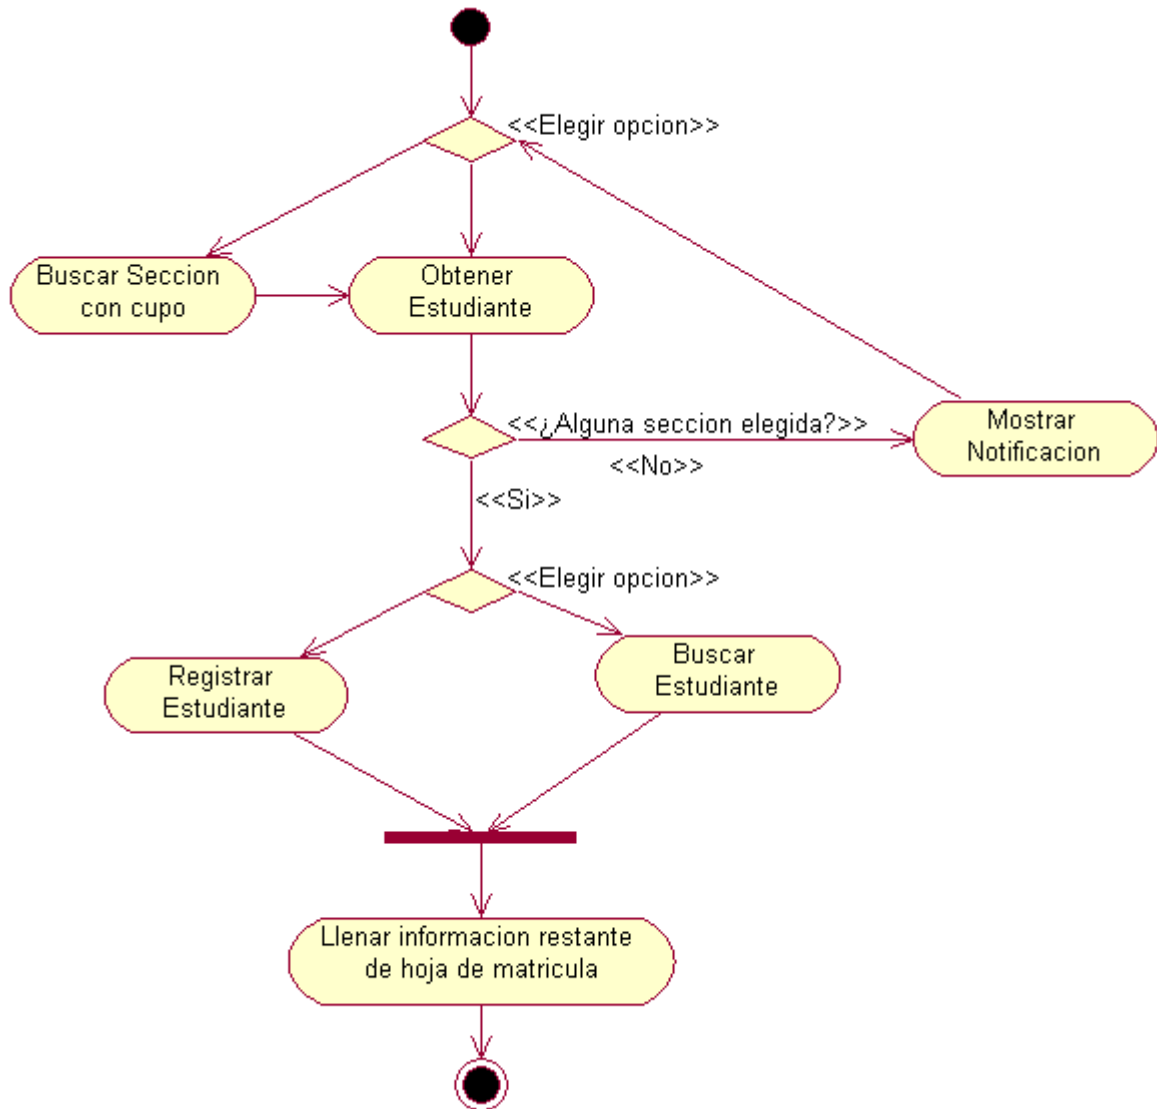 <<Elegir opcion>>
Buscar Seccion
con cupo
Obtener
Estudiante
<<¿Alguna seccion elegida?>>
<<No>>
Mostrar
Notificacion
<<Si>>
<<Elegir opcion>>
Registrar
Estudiante
Buscar
Estudiante
Llenar informacion restante
de hoja de matricula